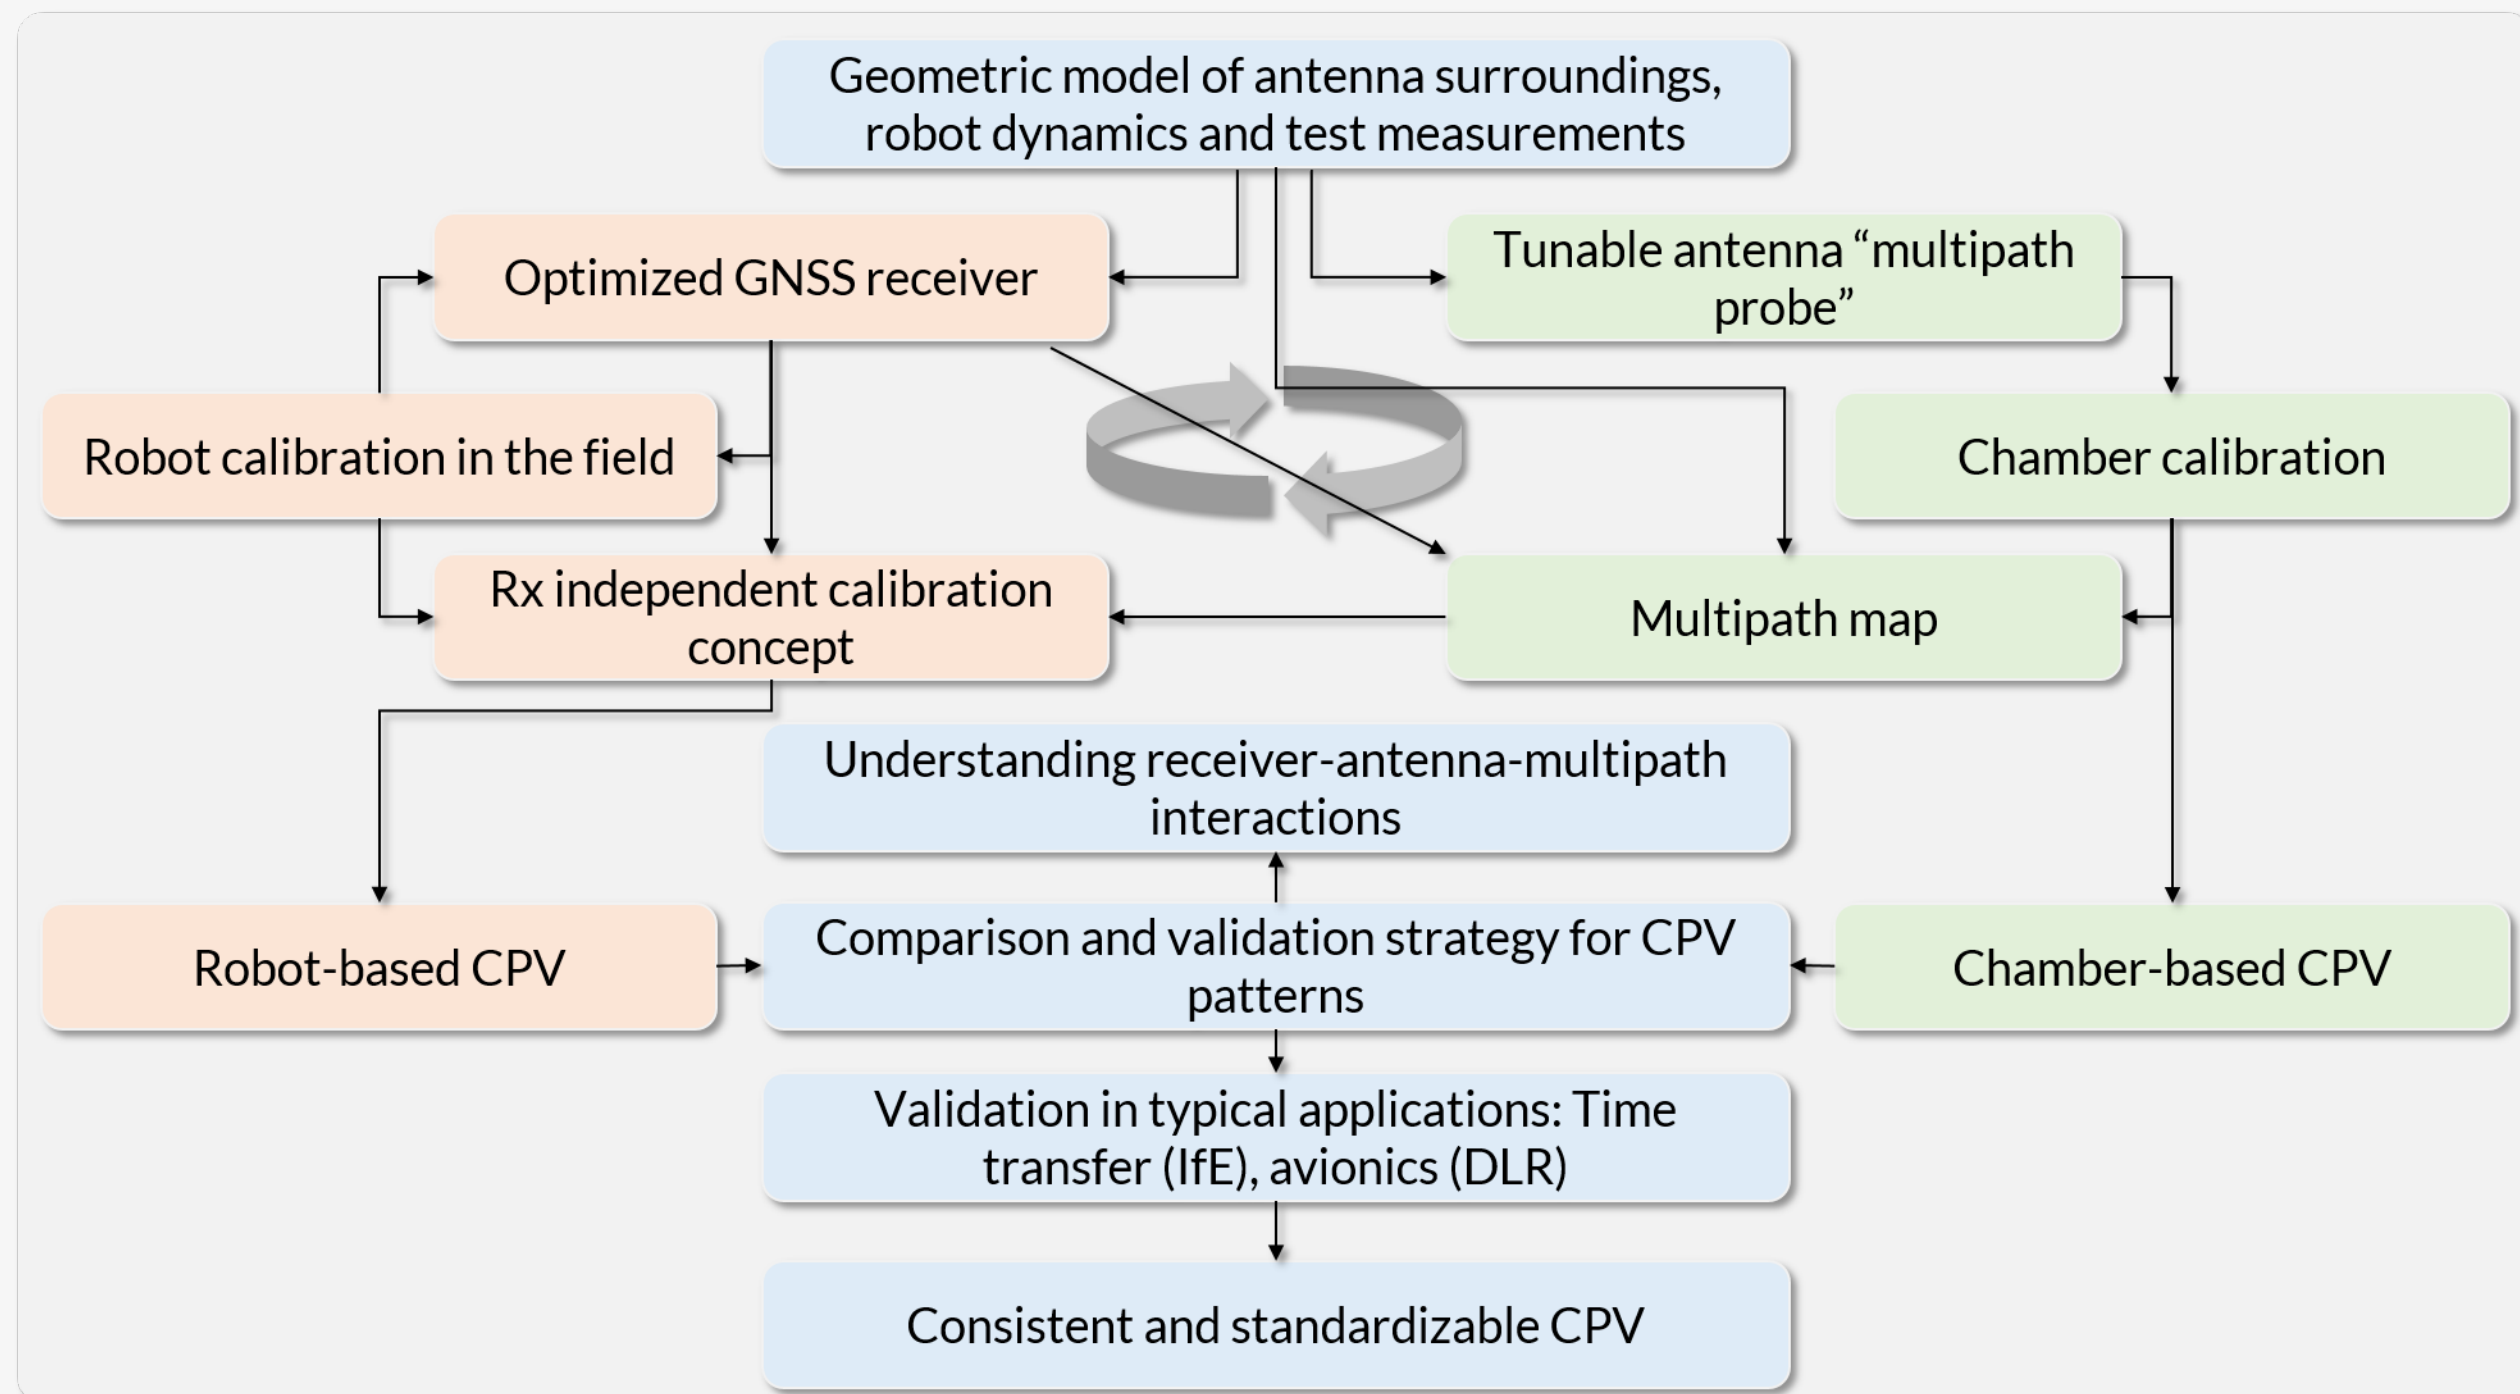 Geometric model of antenna surroundings,
robot dynamics and test measurements
Optimized GNSS receiver
Tunable antenna “multipath
probe”
Robot calibration in the field
Chamber calibration
Rx independent calibration
concept
Multipath map
Understanding receiver-antenna-multipath
interactions
Robot-based CPV
Comparison and validation strategy for CPV
patterns
Chamber-based CPV
Validation in typical applications: Time
transfer (IfE), avionics (DLR)
Consistent and standardizable CPV